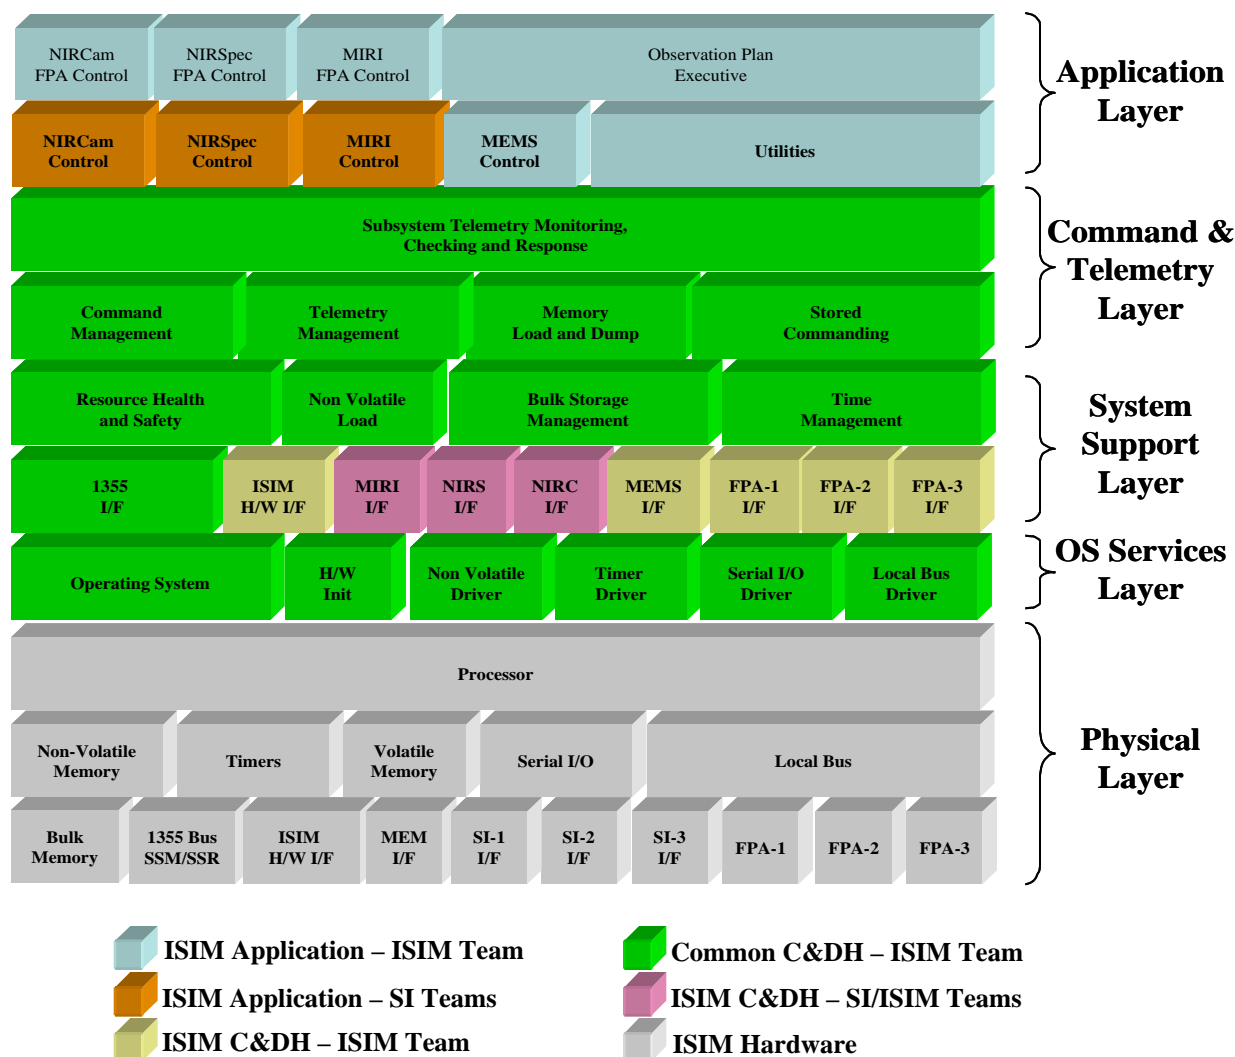 NIRCam
FPA Control
NIRSpec
FPA Control
MIRI
FPA Control
Observation Plan
Executive
Application
Layer
NIRCam
Control
NIRSpec
Control
MIRI
Control
MEMS
Control
Utilities
Subsystem Telemetry Monitoring,
Checking and Response
Command &
Telemetry
Layer
Command
Management
Telemetry
Management
Memory
Load and Dump
Stored
Commanding
Resource Health
and Safety
Non Volatile
Load
Bulk Storage
Management
Time
Management
System
Support
Layer
1355
I/F
ISIM
H/W I/F
MIRI
I/F
NIRS
I/F
NIRC
I/F
MEMS
I/F
FPA-1
I/F
FPA-2
I/F
FPA-3
I/F
Operating System
H/W
Init
Non Volatile
Driver
Timer
Driver
Serial I/O
Driver
Local Bus
Driver
OS Services
Layer
Processor
Non-Volatile
Memory
Timers
Volatile
Memory
Serial I/O
Local Bus
Physical
Layer
Bulk
Memory
1355 Bus
SSM/SSR
ISIM
H/W I/F
MEM
I/F
SI-1
I/F
SI-2
I/F
SI-3
I/F
FPA-1
FPA-2
FPA-3
ISIM Application – ISIM Team
ISIM Application – SI Teams
ISIM C&DH – ISIM Team
Common C&DH – ISIM Team
ISIM C&DH – SI/ISIM Teams
ISIM Hardware